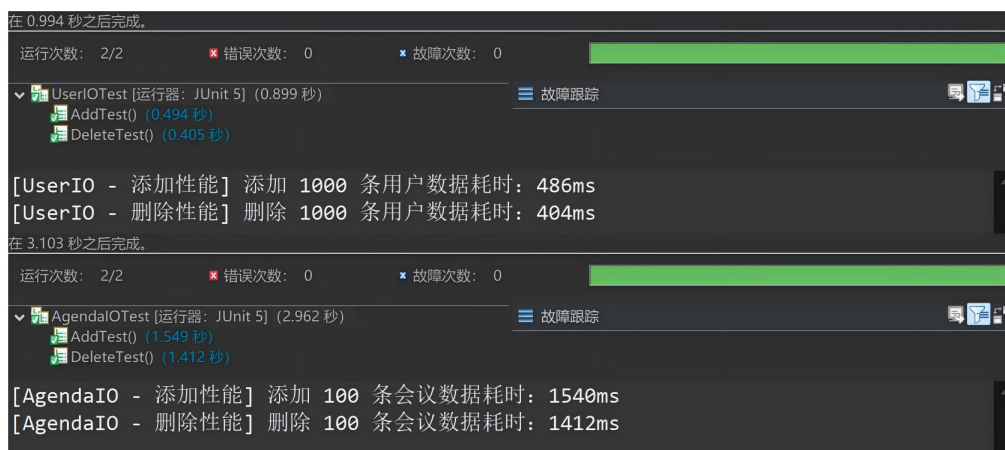 在 0.994 秒之后完成。
运行次数： 2/2 错误次数： 0 故障次数： 0
UserIOTest [运行器：JUnit 5] (0.899 秒)
故障跟踪
AddTest() (0.494 秒)
DeleteTest() (0.405 秒)
[UserIO - 添加性能] 添加 1000 条用户数据耗时：486ms
[UserIO - 删除性能] 删除 1000 条用户数据耗时：404ms
在 3.103 秒之后完成。
运行次数： 2/2 错误次数： 0 故障次数： 0
AgendaIOTest [运行器：JUnit 5] (2.962 秒)
故障跟踪
AddTest() (1.549 秒)
DeleteTest() (1.412 秒)
[AgendaIO - 添加性能] 添加 100 条会议数据耗时：1540ms
[AgendaIO - 删除性能] 删除 100 条会议数据耗时：1412ms